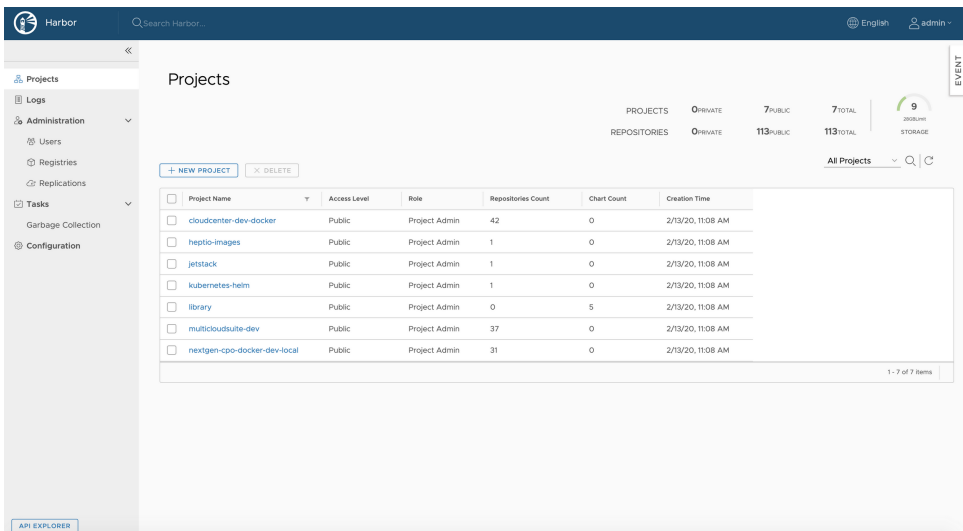 Harbor Search Harbor... English admin
EVENT
Projects
Logs
Administration
Users
Registries
Replications
Tasks
Garbage Collection
Configuration
API EXPLORER
Projects
PROJECTS 0PRIVATE 7PUBLIC 7TOTAL
REPOSITORIES 0PRIVATE 113PUBLIC 113TOTAL
9
STORAGE
+ NEW PROJECT × DELETE All Projects
Project Name Access Level Role Repositories Count Chart Count Creation Time
cloudcenter-dev-docker Public Project Admin 42 0 2/13/20, 11:08 AM
heptio-images Public Project Admin 1 0 2/13/20, 11:08 AM
jetstack Public Project Admin 1 0 2/13/20, 11:08 AM
kubernetes-helm Public Project Admin 1 0 2/13/20, 11:08 AM
library Public Project Admin 0 5 2/13/20, 11:08 AM
multicloudsuite-dev Public Project Admin 37 0 2/13/20, 11:08 AM
nextgen-cpo-docker-dev-local Public Project Admin 31 0 2/13/20, 11:08 AM
1 - 7 of 7 items